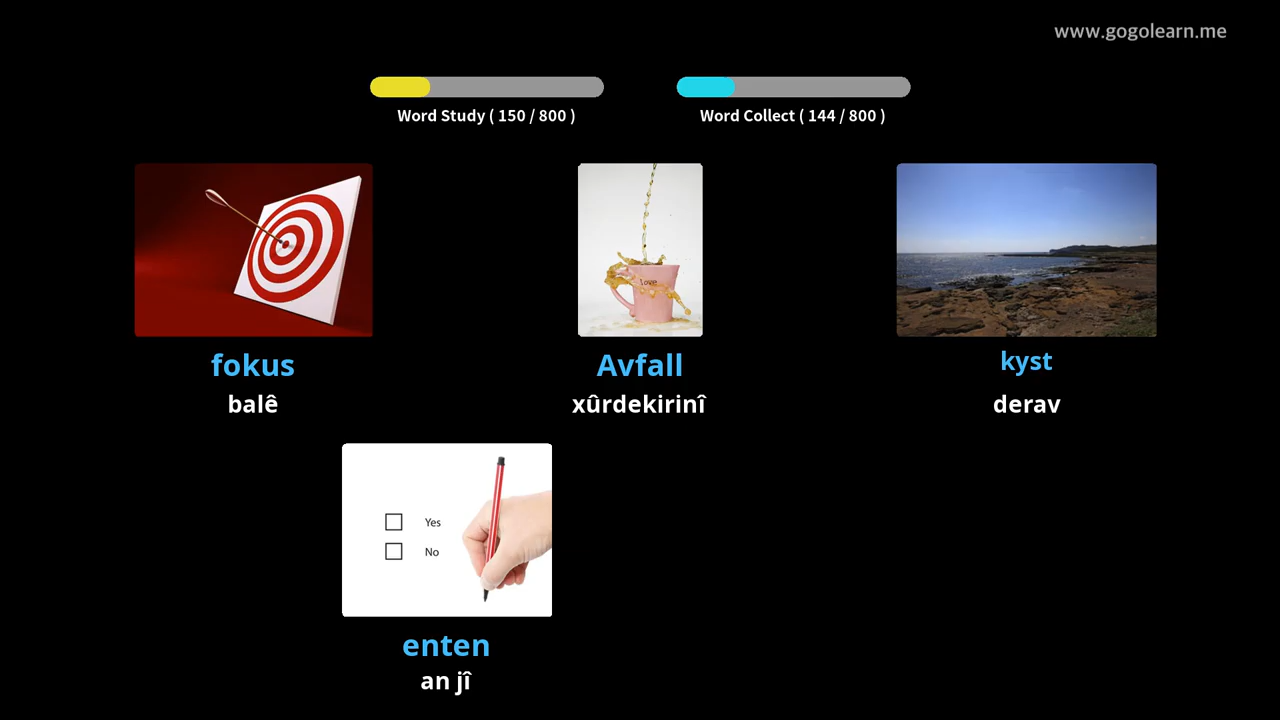 www.gogolearn.me
Word Study ( 150 / 800 )
Word Collect ( 144 / 800 )
love
fokus
Avfall
kyst
balê
xûrdekirinî
derav
Yes
No
enten
an jî